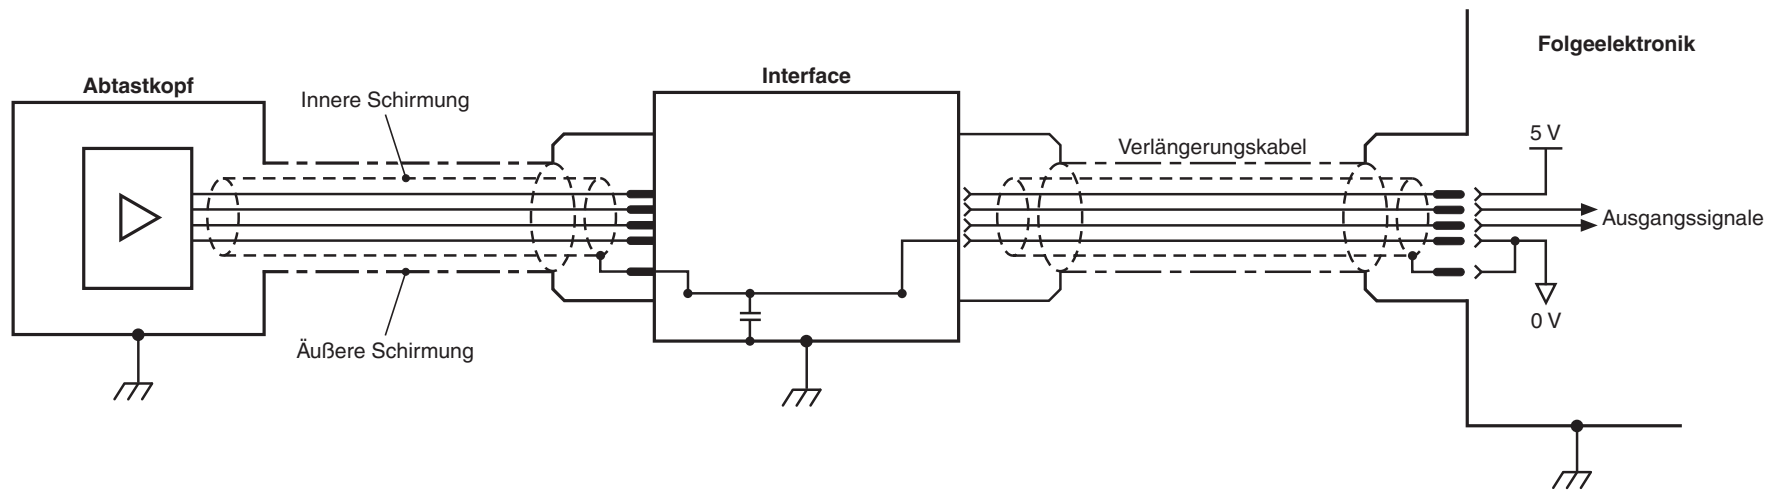 Folgeelektronik
Interface
Abtastkopf
Innere Schirmung
5 V
Verlängerungskabel
Ausgangssignale
0 V
Äußere Schirmung